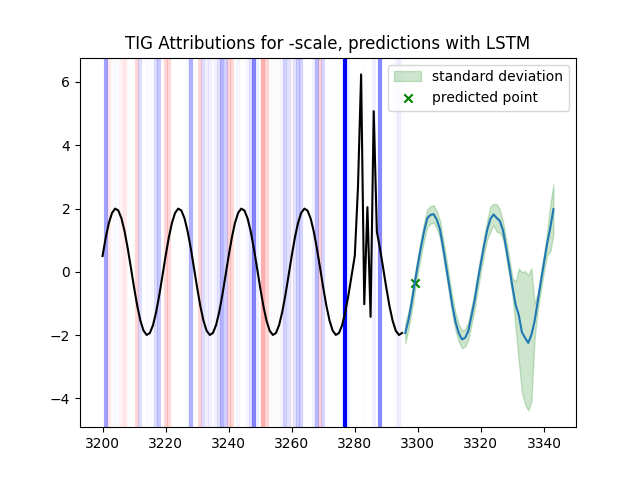 TIG Attributions for -scale, predictions with LSTM
standard deviation
predicted point
6
4
2
0
−2
−4
3200 3220 3240 3260 3280 3300 3320 3340